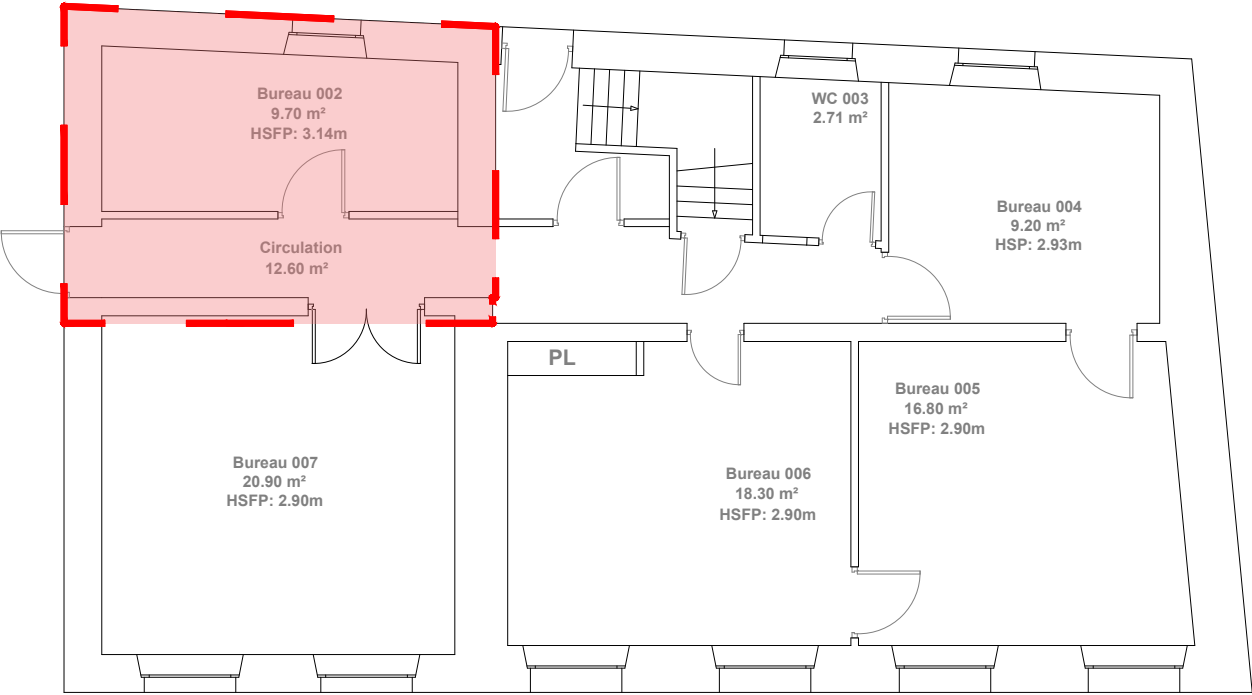 Bureau 002
9.70 m²
HSFP: 3.14m
WC 003
2.71 m²
Bureau 004
9.20 m²
HSP: 2.93m
Circulation
12.60 m²
PL
Bureau 005
16.80 m²
HSFP: 2.90m
Bureau 007
20.90 m²
HSFP: 2.90m
Bureau 006
18.30 m²
HSFP: 2.90m